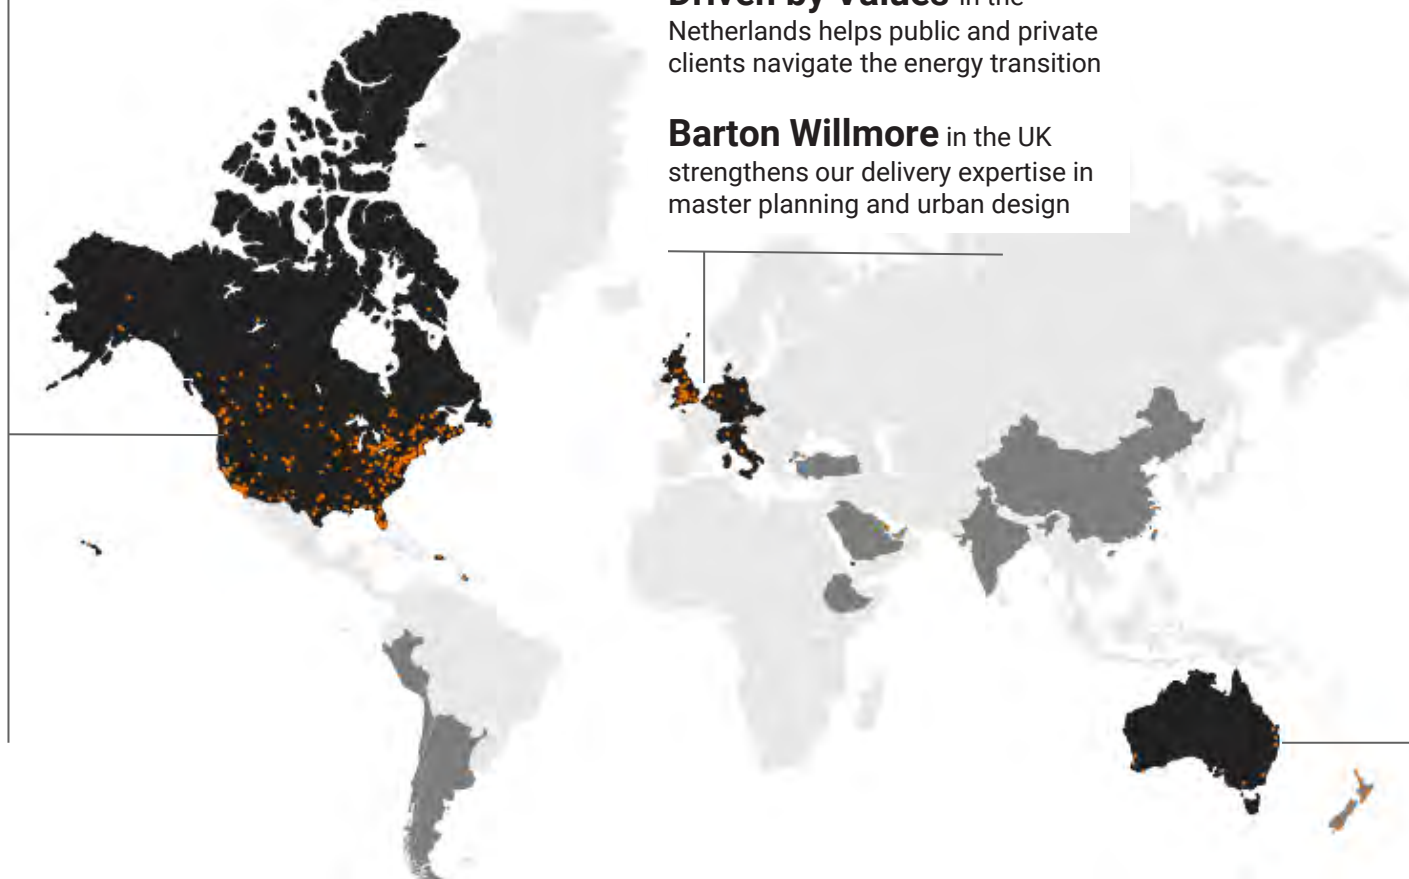 Driven by Values in the
Netherlands helps public and private
clients navigate the energy transition
Barton Willmore in the UK
strengthens our delivery expertise in
master planning and urban design